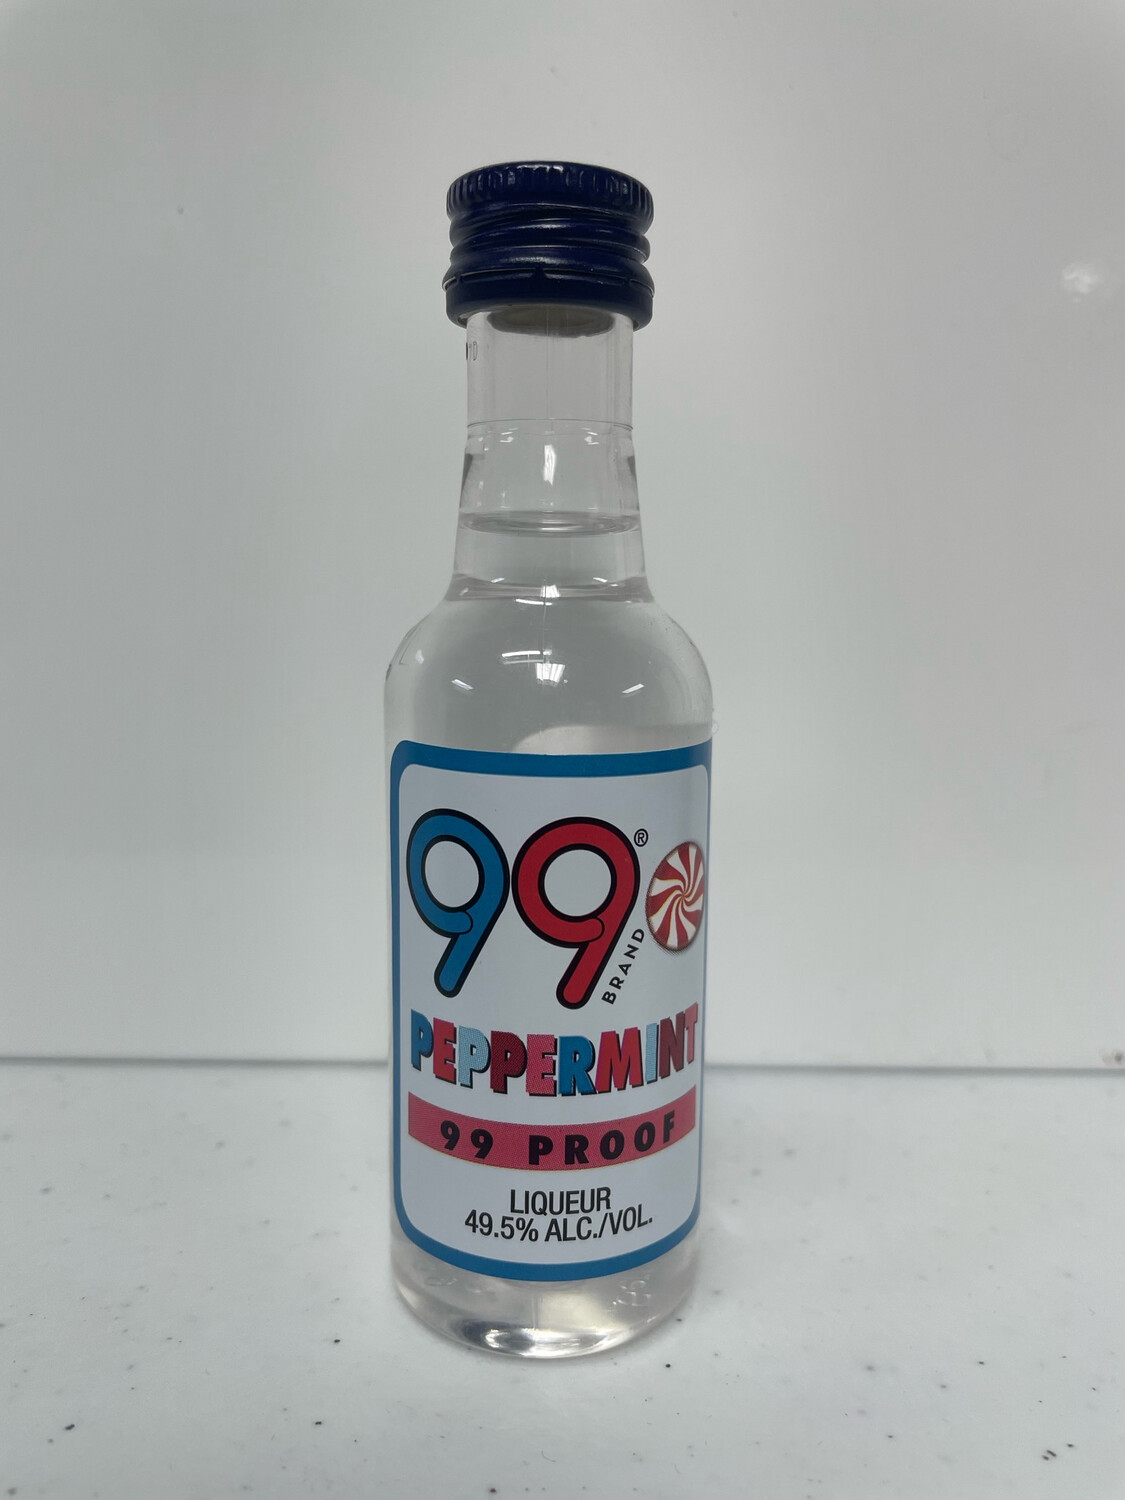 99®
BRAND
PEPPERMINT
99 PROOF
LIQUEUR
49.5% ALC./VOL.